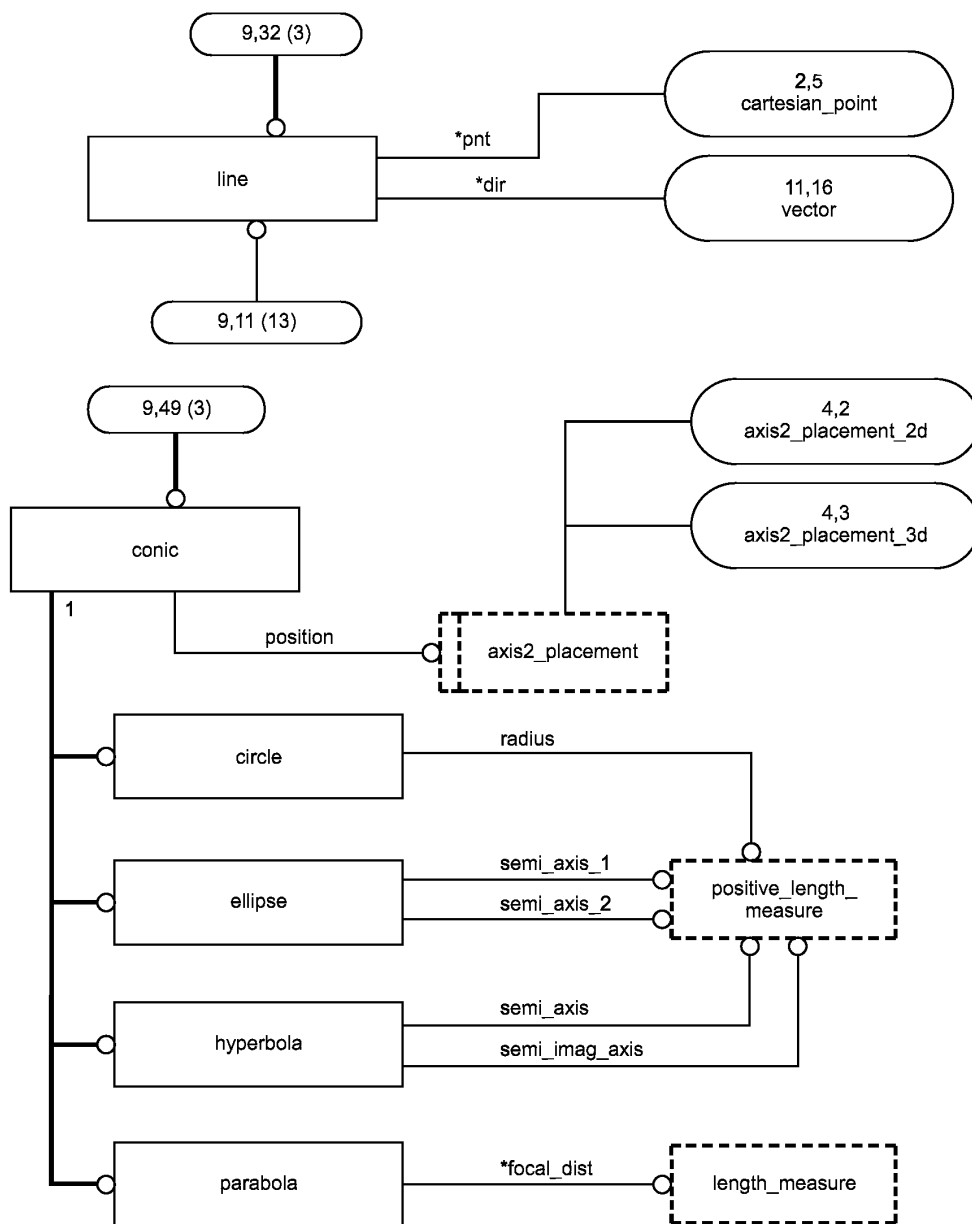 9,32 (3)
2,5
cartesian_point
*pnt
line
*dir
11,16
vector
9,11 (13)
9,49 (3)
4,2
axis2_placement_2d
4,3
axis2_placement_3d
conic
1
position
axis2_placement
circle
radius
ellipse
semi_axis_1
semi_axis_2
positive_length_
measure
hyperbola
semi_axis
semi_imag_axis
parabola
*focal_dist
length_measure